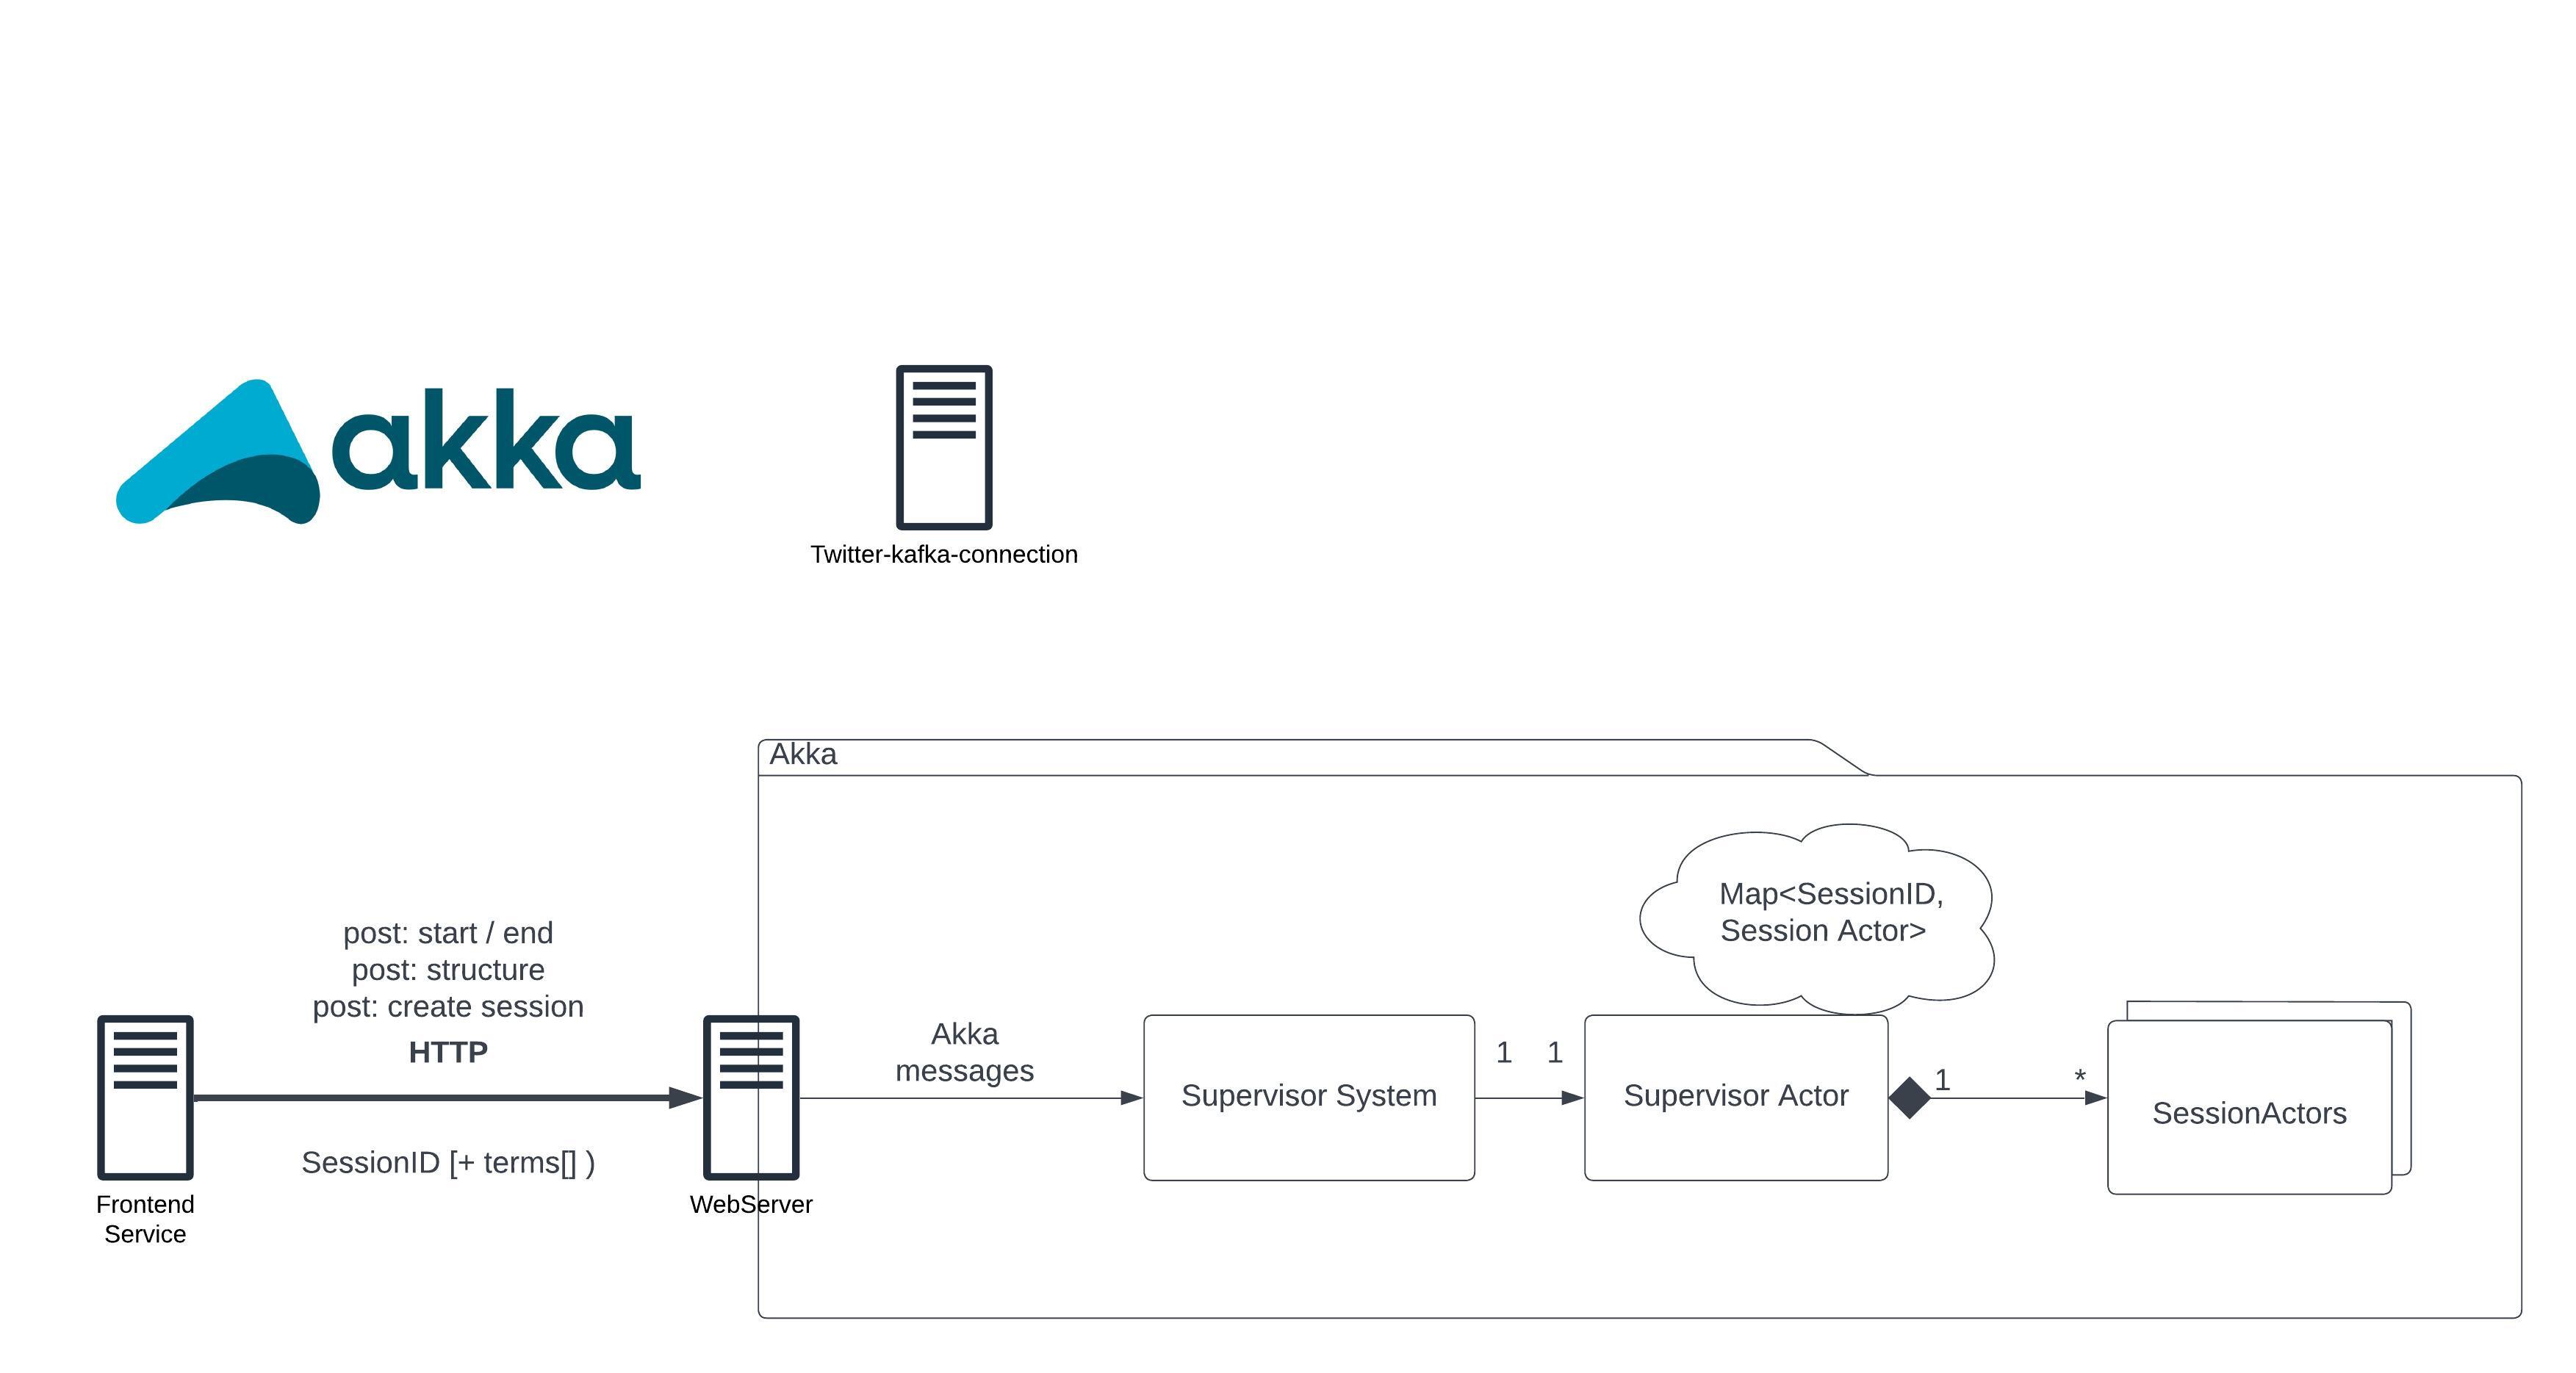 akka
Twitter-kafka-connection
Akka
Map<SessionID,
Session Actor>
post: start / end
post: structure
post: create session
HTTP
SessionID [+ terms[] )
Frontend
Service
WebServer
Akka
messages
Supervisor System
1 1
Supervisor Actor
1 *
SessionActors